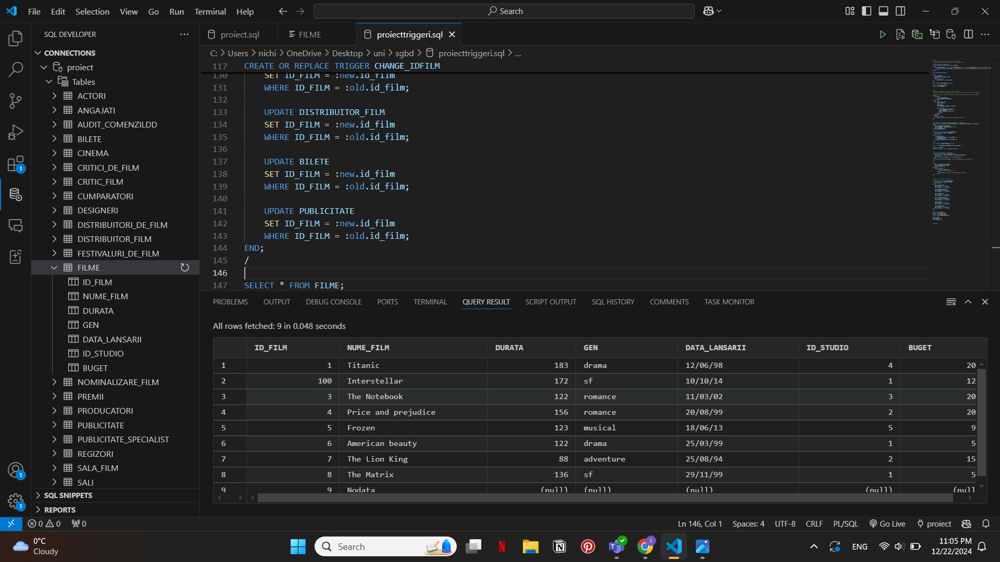 File Edit Selection View Go Run Terminal Help
Search
SQL DEVELOPER
CONNECTIONS
proiect
Tables
ACTORI
ANGAJATI
AUDIT_COMENZILDD
BILETE
CINEMA
CRITICI_DE_FILM
CRITIC_FILM
CUMPARATORI
DESIGNERI
DISTRIBUITORI_DE_FILM
DISTRIBUITOR_FILM
FESTIVALURI_DE_FILM
FILME
ID_FILM
NUME_FILM
DURATA
GEN
DATA_LANSARII
ID_STUDIO
BUGET
NOMINALIZARE_FILM
PREMII
PRODUCATORI
PUBLICITATE
PUBLICITATE_SPECIALIST
REGIZORI
SALA_FILM
SALI
SQL SNIPPETS
REPORTS
1
1
1
proiect.sql FILME proiecttriggeri.sql
C: > Users > nichi > OneDrive > Desktop > uni > sgbd > proiecttriggeri.sql > ...
117 CREATE OR REPLACE TRIGGER CHANGE_IDFILM
130 SET ID_FILM = :new.id_film
131 WHERE ID_FILM = :old.id_film;
132
133 UPDATE DISTRIBUITOR_FILM
134 SET ID_FILM = :new.id_film
135 WHERE ID_FILM = :old.id_film;
136
137 UPDATE BILETE
138 SET ID_FILM = :new.id_film
139 WHERE ID_FILM = :old.id_film;
140
141 UPDATE PUBLICITATE
142 SET ID_FILM = :new.id_film
143 WHERE ID_FILM = :old.id_film;
144 END;
145 /
146
147 SELECT * FROM FILME;
PROBLEMS OUTPUT DEBUG CONSOLE PORTS TERMINAL QUERY RESULT SCRIPT OUTPUT SQL HISTORY COMMENTS TASK MONITOR
All rows fetched: 9 in 0.048 seconds
ID_FILM NUME_FILM DURATA GEN DATA_LANSARII ID_STUDIO BUGET
1 1 Titanic 183 drama 12/06/98 4 20
2 100 Interstellar 172 sf 10/10/14 1 12
3 3 The Notebook 122 romance 11/03/02 3 20
4 4 Price and prejudice 156 romance 20/08/99 2 20
5 5 Frozen 123 musical 18/06/13 5 9
6 6 American beauty 122 drama 25/03/99 1 5
7 7 The Lion King 88 adventure 25/08/94 2 15
8 8 The Matrix 136 sf 29/11/99 1 5
9 9 Nodata (null) (null) (null) (null) (null
0 0 0 Ln 146, Col 1 Spaces: 4 UTF-8 CRLF PL/SQL Go Live proiect
0°C
Cloudy
Search
ENG
11:05 PM
12/22/2024